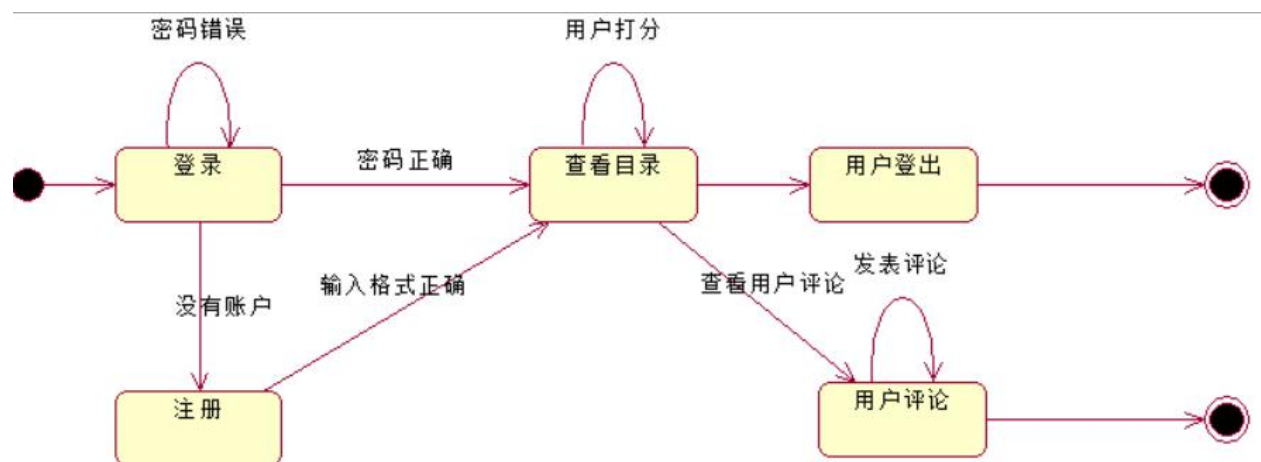 密码错误
用户打分
登录
密码正确
查看目录
用户登出
没有账户
输入格式正确
查看用户评论
发表评论
注册
用户评论